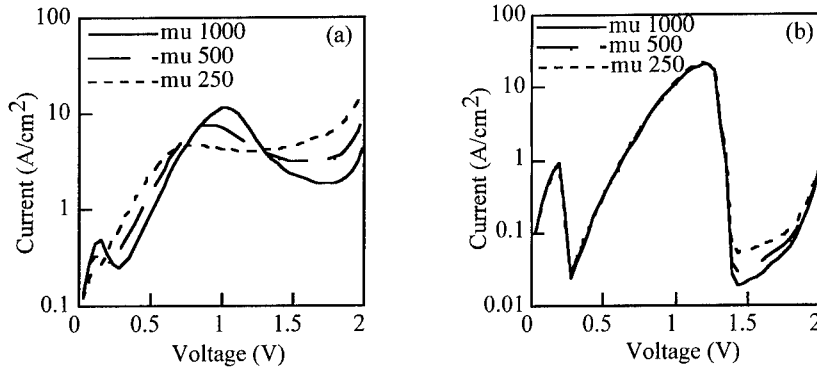 100
10
1
0.1
Current (A/cm²)
mu 1000
mu 500
mu 250
(a)
0 0.5 1 1.5 2
Voltage (V)
100
10
1
0.1
0.01
Current (A/cm²)
mu 1000
mu 500
mu 250
(b)
0 0.5 1 1.5 2
Voltage (V)